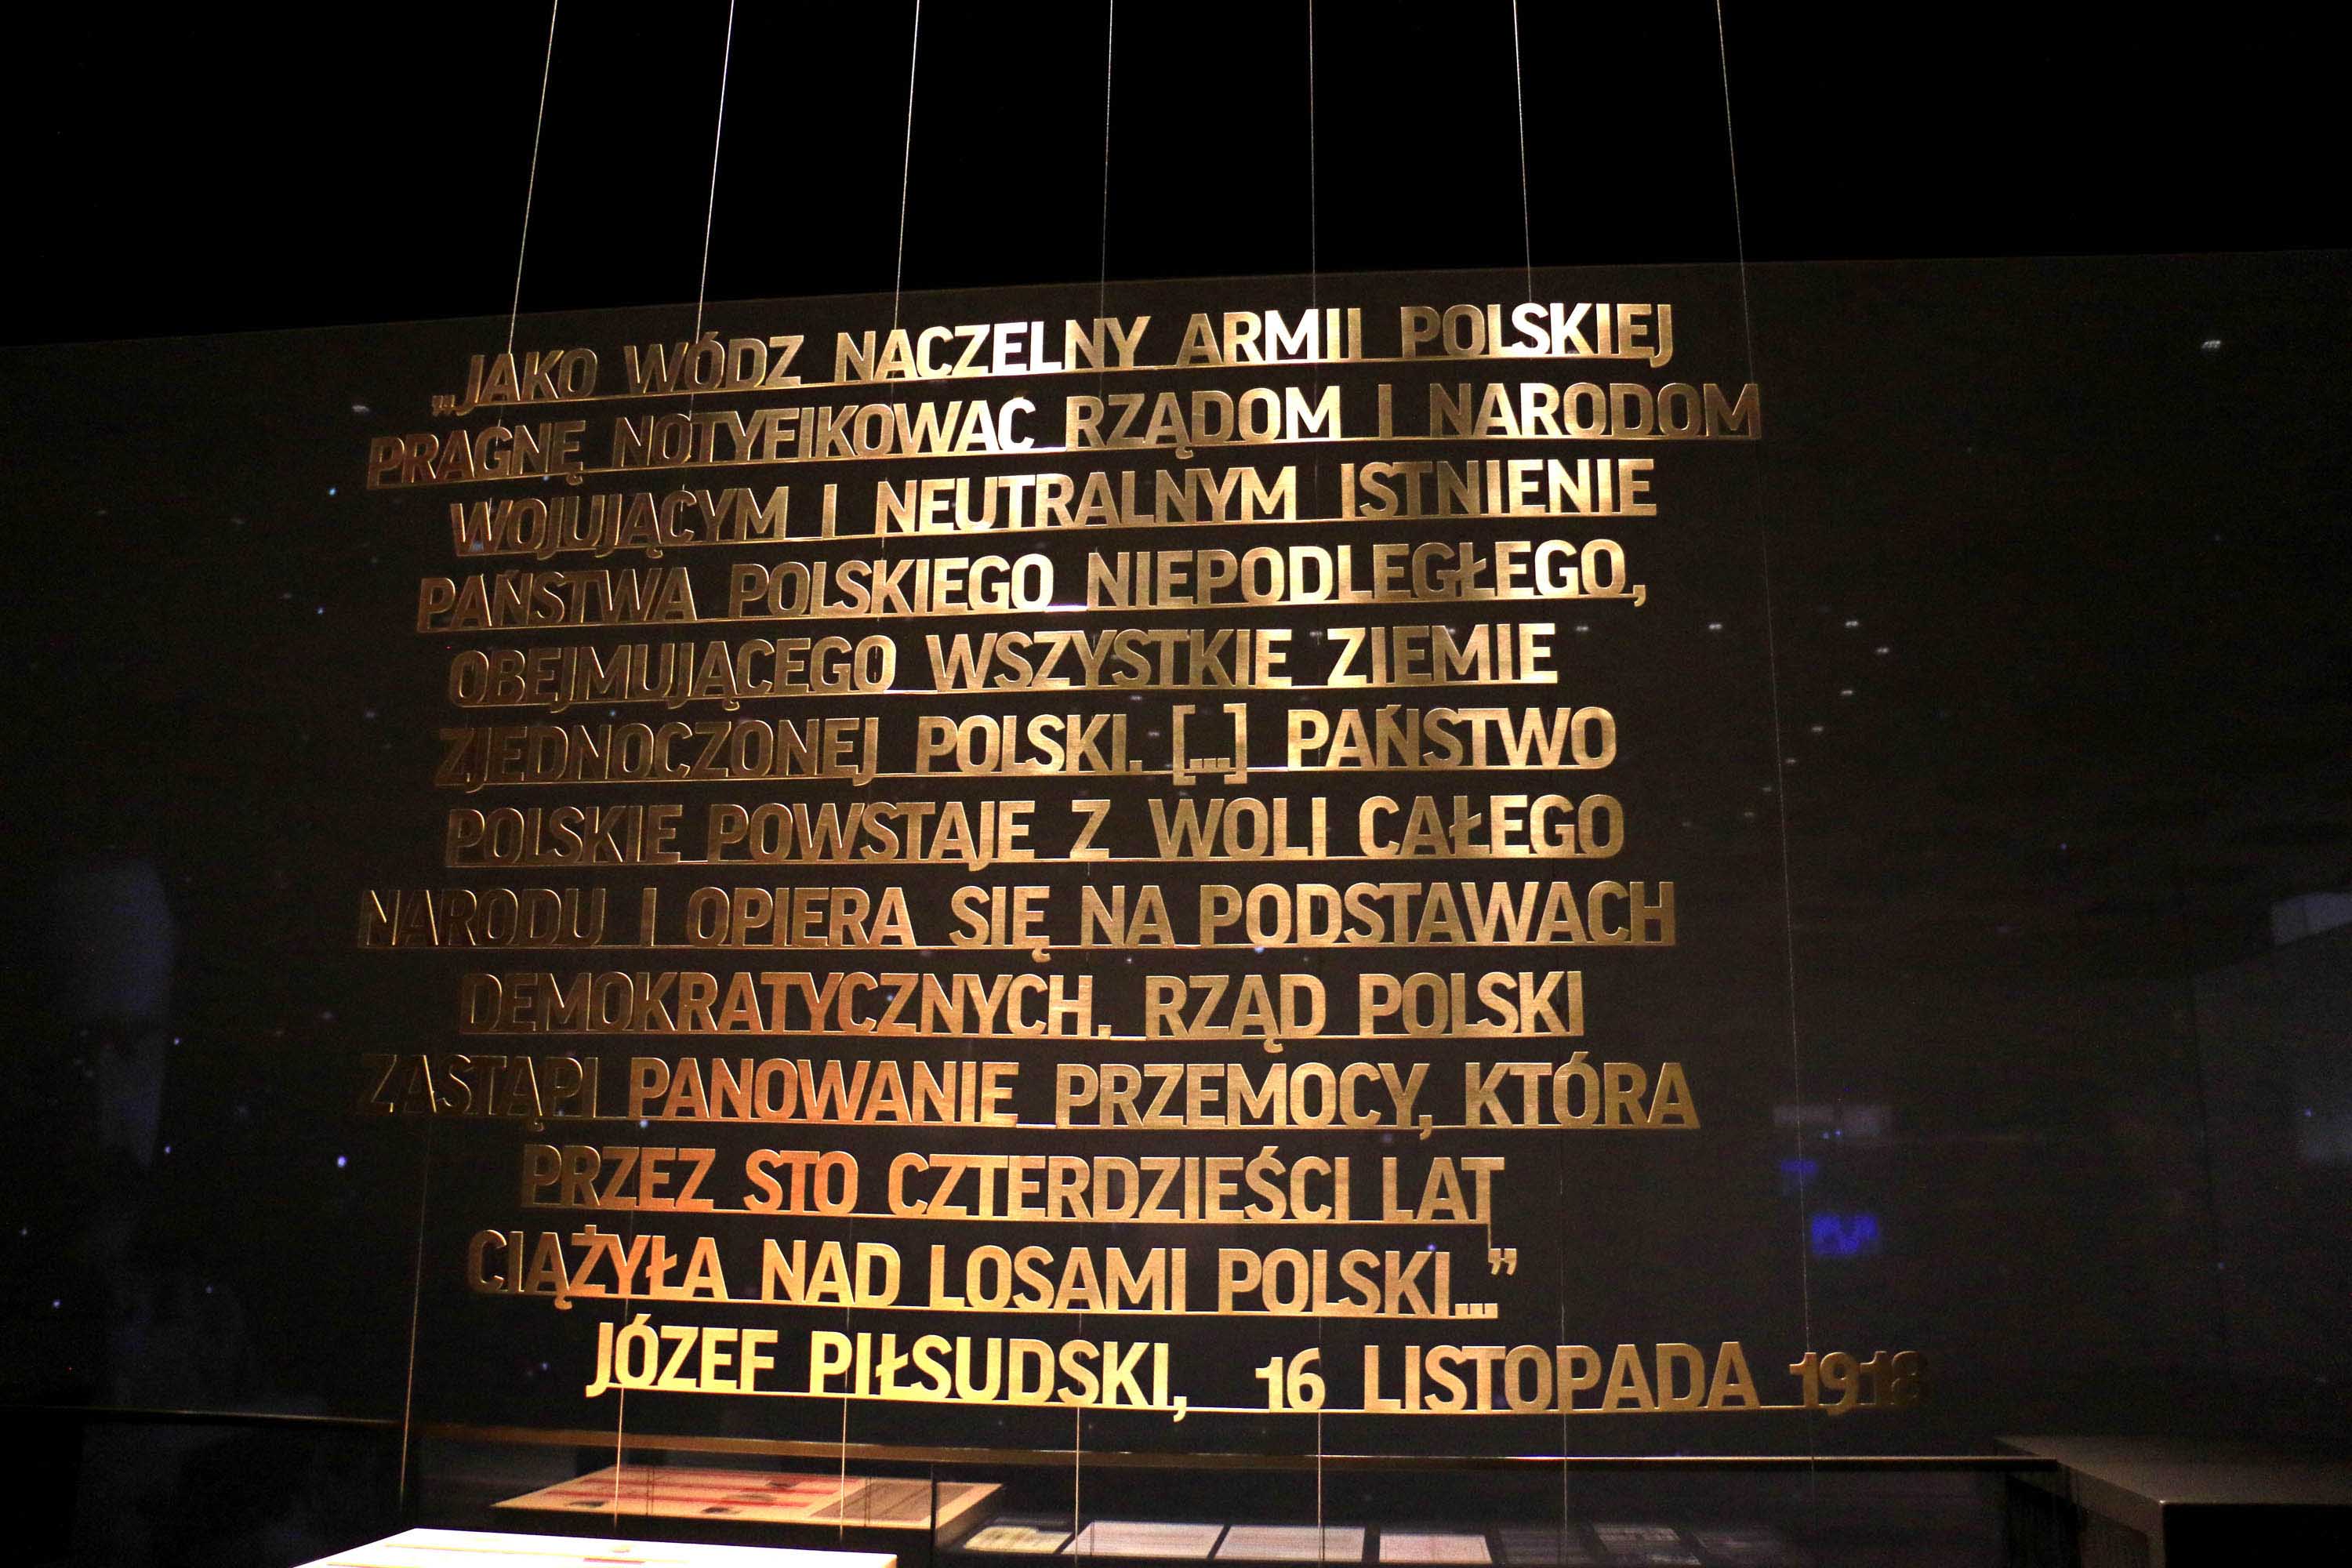 „JAKO WÓDZ NACZELNY ARMII POLSKIEJ
PRAGNĘ NOTYFIKOWAĆ RZĄDOM I NARODOM
WOJUJĄCYM I NEUTRALNYM ISTNIENIE
PAŃSTWA POLSKIEGO NIEPODLEGŁEGO,
OBEJMUJĄCEGO WSZYSTKIE ZIEMIE
ZJEDNOCZONEJ POLSKI. [...] PAŃSTWO
POLSKIE POWSTAJE Z WOLI CAŁEGO
NARODU I OPIERA SIĘ NA PODSTAWACH
DEMOKRATYCZNYCH. RZĄD POLSKI
ZASTĄPI PANOWANIE PRZEMOCY, KTÓRA
PRZEZ STO CZTERDZIEŚCI LAT
CIĄŻYŁA NAD LOSAMI POLSKI...”
JÓZEF PIŁSUDSKI, 16 LISTOPADA 1918